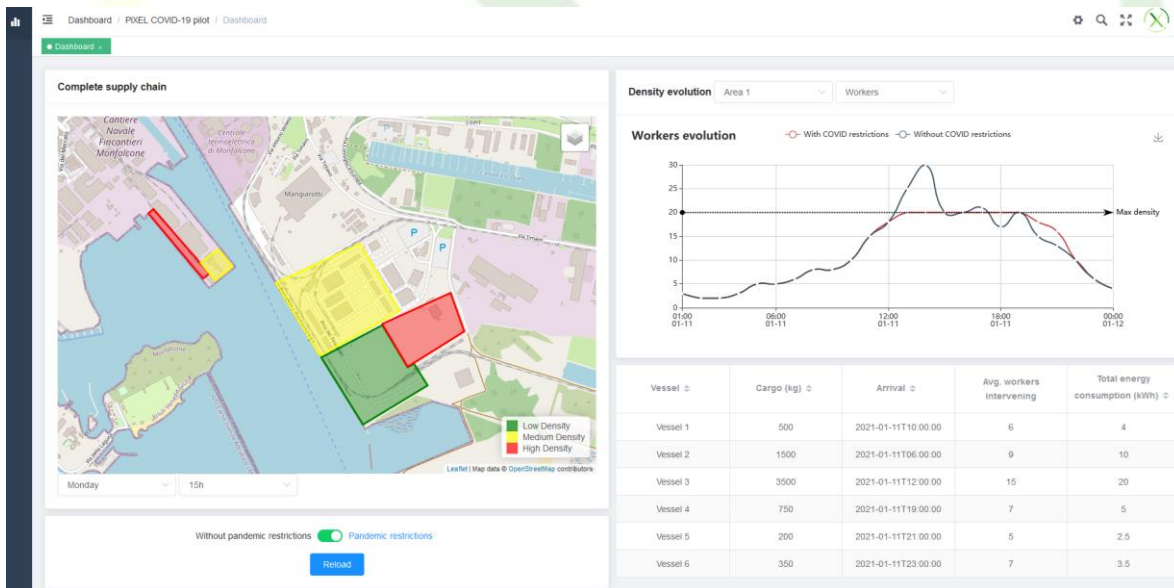 Dashboard / PIXEL COVID-19 pilot / Dashboard
Dashboard ×
Complete supply chain
Cantiere
Navale
Fincantieri
Monfalcone
Centrale
termoelettrica
di Monfalcone
Mangiarotti
P
P
P
Via Timavo
Low Density
Medium Density
High Density
Leaflet | Map data © OpenStreetMap contributors
Monday
15h
Without pandemic restrictions
Pandemic restrictions
Reload
Density evolution Area 1 Workers
Workers evolution
With COVID restrictions Without COVID restrictions
30
25
20
15
10
5
0
Max density
01:00 06:00 12:00 18:00 00:00
01-11 01-11 01-11 01-11 01-12
Vessel Cargo (kg) Arrival Avg. workers intervening Total energy consumption (kWh)
Vessel 1 500 2021-01-11T10:00:00 6 4
Vessel 2 1500 2021-01-11T06:00:00 9 10
Vessel 3 3500 2021-01-11T12:00:00 15 20
Vessel 4 750 2021-01-11T19:00:00 7 5
Vessel 5 200 2021-01-11T21:00:00 5 2.5
Vessel 6 350 2021-01-11T23:00:00 7 3.5